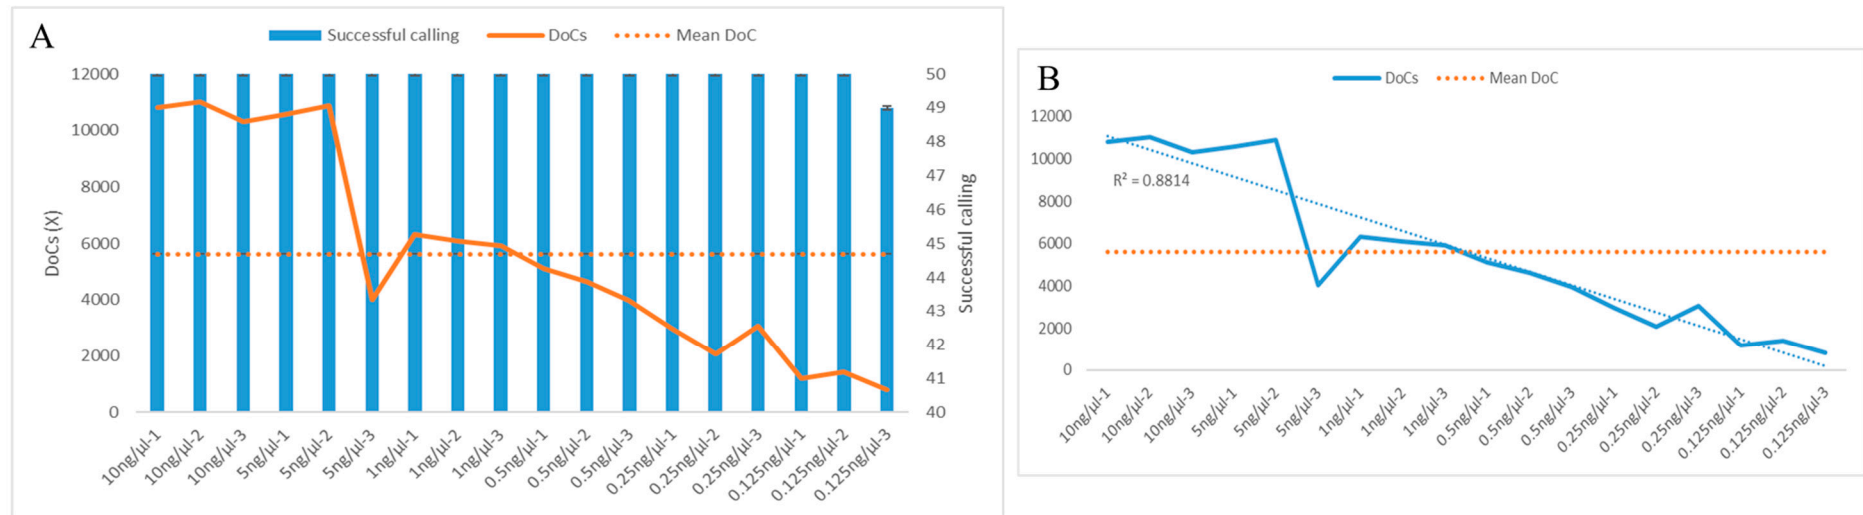 A
Successful calling
DoCs
Mean DoC
12000
10000
8000
6000
4000
2000
0
DoCs (X)
50
49
48
47
46
45
44
43
42
41
40
Successful calling
10ng/µl-1
10ng/µl-2
10ng/µl-3
5ng/µl-1
5ng/µl-2
5ng/µl-3
1ng/µl-1
1ng/µl-2
1ng/µl-3
0.5ng/µl-1
0.5ng/µl-2
0.5ng/µl-3
0.25ng/µl-1
0.25ng/µl-2
0.25ng/µl-3
0.125ng/µl-1
0.125ng/µl-2
0.125ng/µl-3
B
DoCs
Mean DoC
12000
10000
8000
6000
4000
2000
0
R² = 0.8814
10ng/µl-1
10ng/µl-2
10ng/µl-3
5ng/µl-1
5ng/µl-2
5ng/µl-3
1ng/µl-1
1ng/µl-2
1ng/µl-3
0.5ng/µl-1
0.5ng/µl-2
0.5ng/µl-3
0.25ng/µl-1
0.25ng/µl-2
0.25ng/µl-3
0.125ng/µl-1
0.125ng/µl-2
0.125ng/µl-3